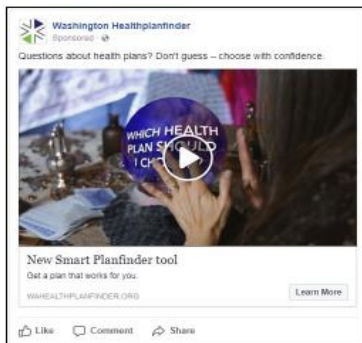 Washington Healthplanfinder
Sponsored ·
Questions about health plans? Don't guess – choose with confidence.
WHICH HEALTH
PLAN SHOULD
I CH
New Smart Planfinder tool
Get a plan that works for you.
WAHEALTHPLANFINDER.ORG
Learn More
Like Comment Share